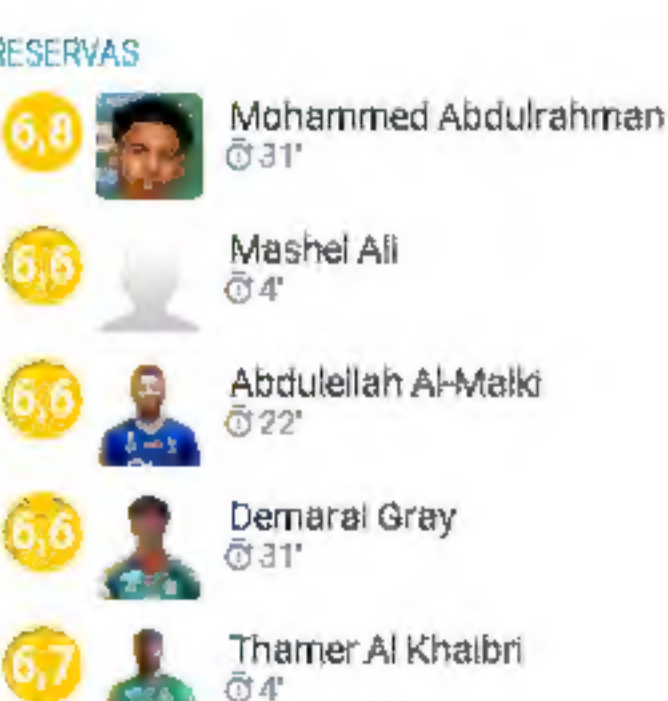 RESERVAS
6,8
Mohammed Abdulrahman
31'
6,6
Mashel Ali
4'
6,6
Abdulellah Al-Malki
22'
6,6
Demarai Gray
31'
6,7
Thamer Al Khaibri
4'